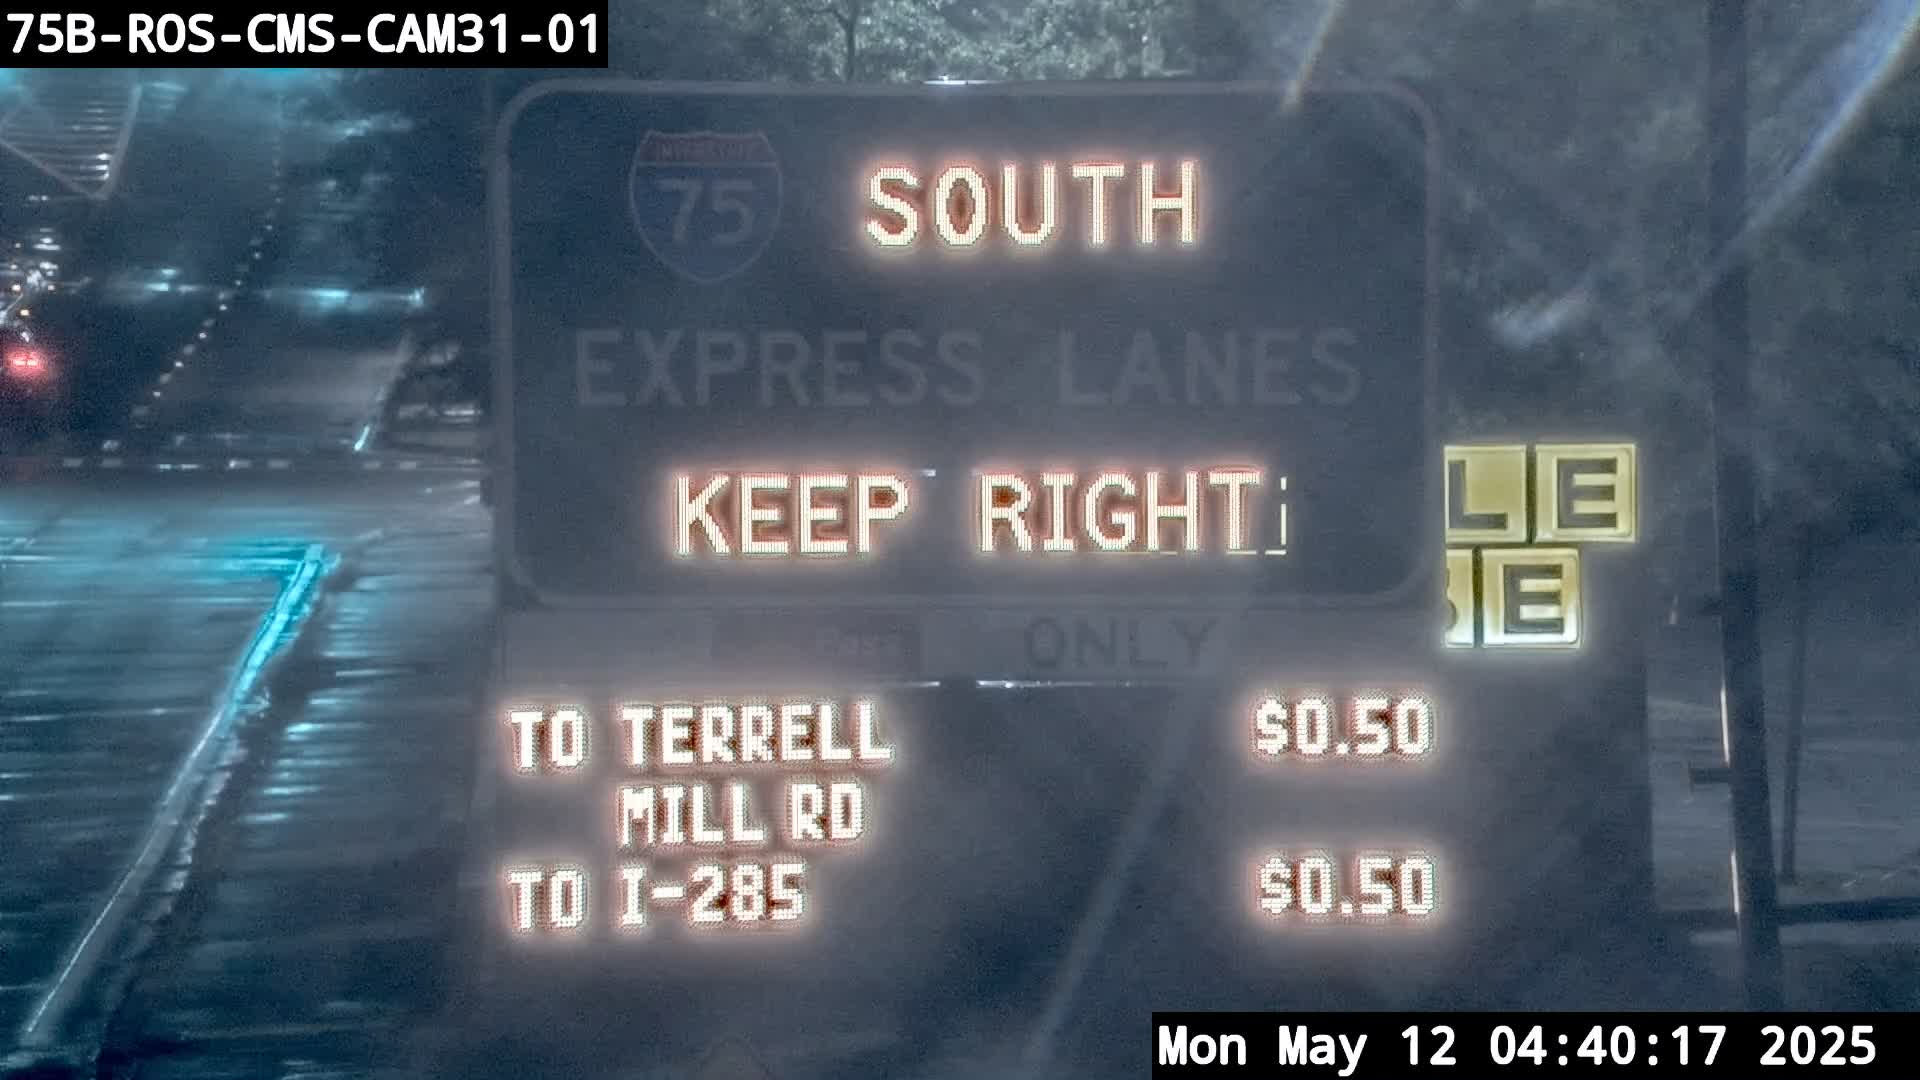 75B-ROS-CMS-CAM31-01
INTERSTATE
75
SOUTH
EXPRESS LANES
KEEP RIGHT
LE
E
ONLY
TO TERRELL $0.50
MILL RD
TO I-285 $0.50
Mon May 12 04:40:17 2025